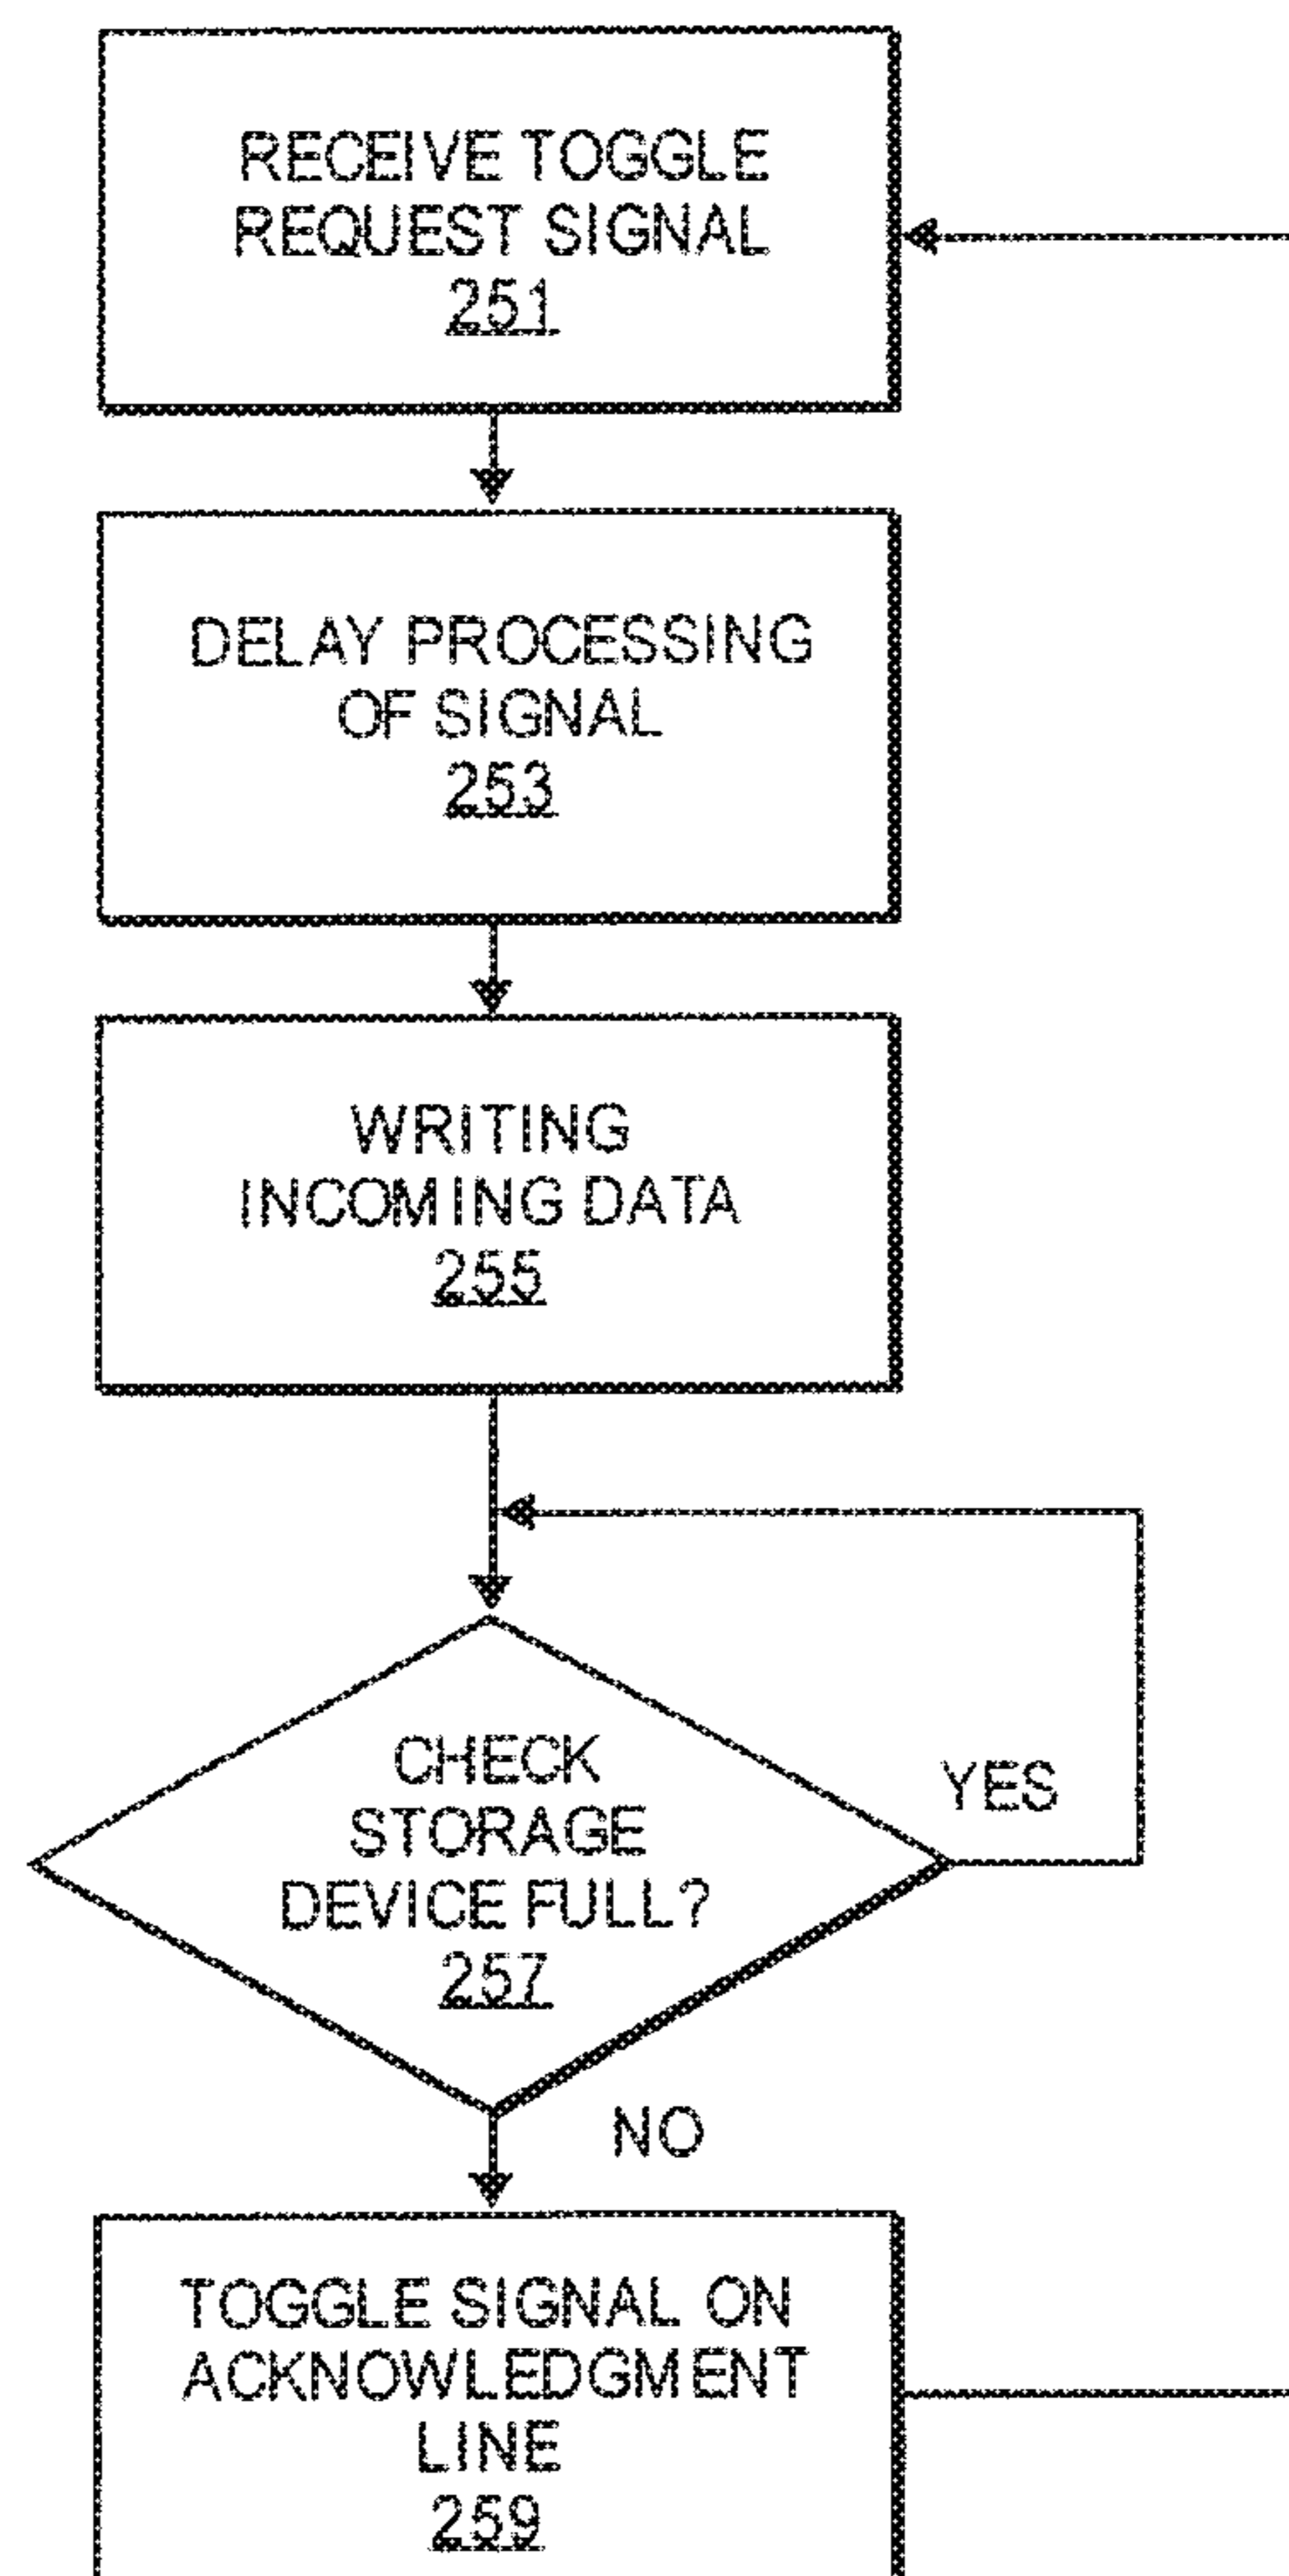 RECEIVE TOGGLE
REQUEST SIGNAL
251
DELAY PROCESSING
OF SIGNAL
253
WRITING
INCOMING DATA
255
CHECK
STORAGE
DEVICE FULL?
257
YES
NO
TOGGLE SIGNAL ON
ACKNOWLEDGMENT
LINE
259